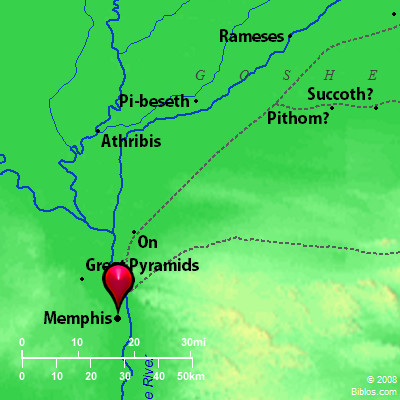 Rameses
G O S H E
Pi-beseth
Succoth?
Pithom?
Athribis
On
Great Pyramids
Memphis
0 10 20 30mi
0 10 20 30 40 50km
e River
© 2008
Biblos.com